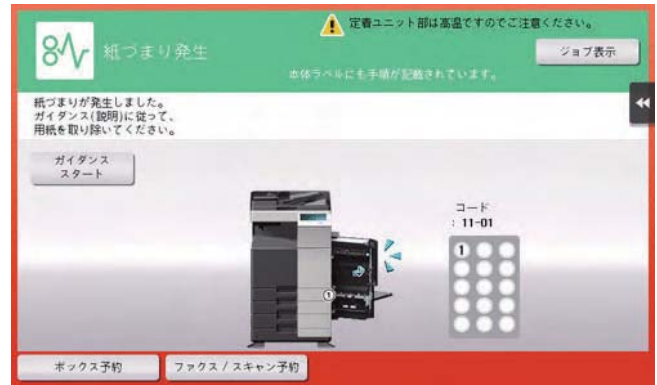 定着ユニット部は高温ですのでご注意ください。
紙づまり発生
ジョブ表示
本体ラベルにも手順が記載されています。
紙づまりが発生しました。
ガイダンス(説明)に従って、
用紙を取り除いてください。
ガイダンス
スタート
コード
: 11-01
1
1
ボックス予約
ファクス / スキャン予約